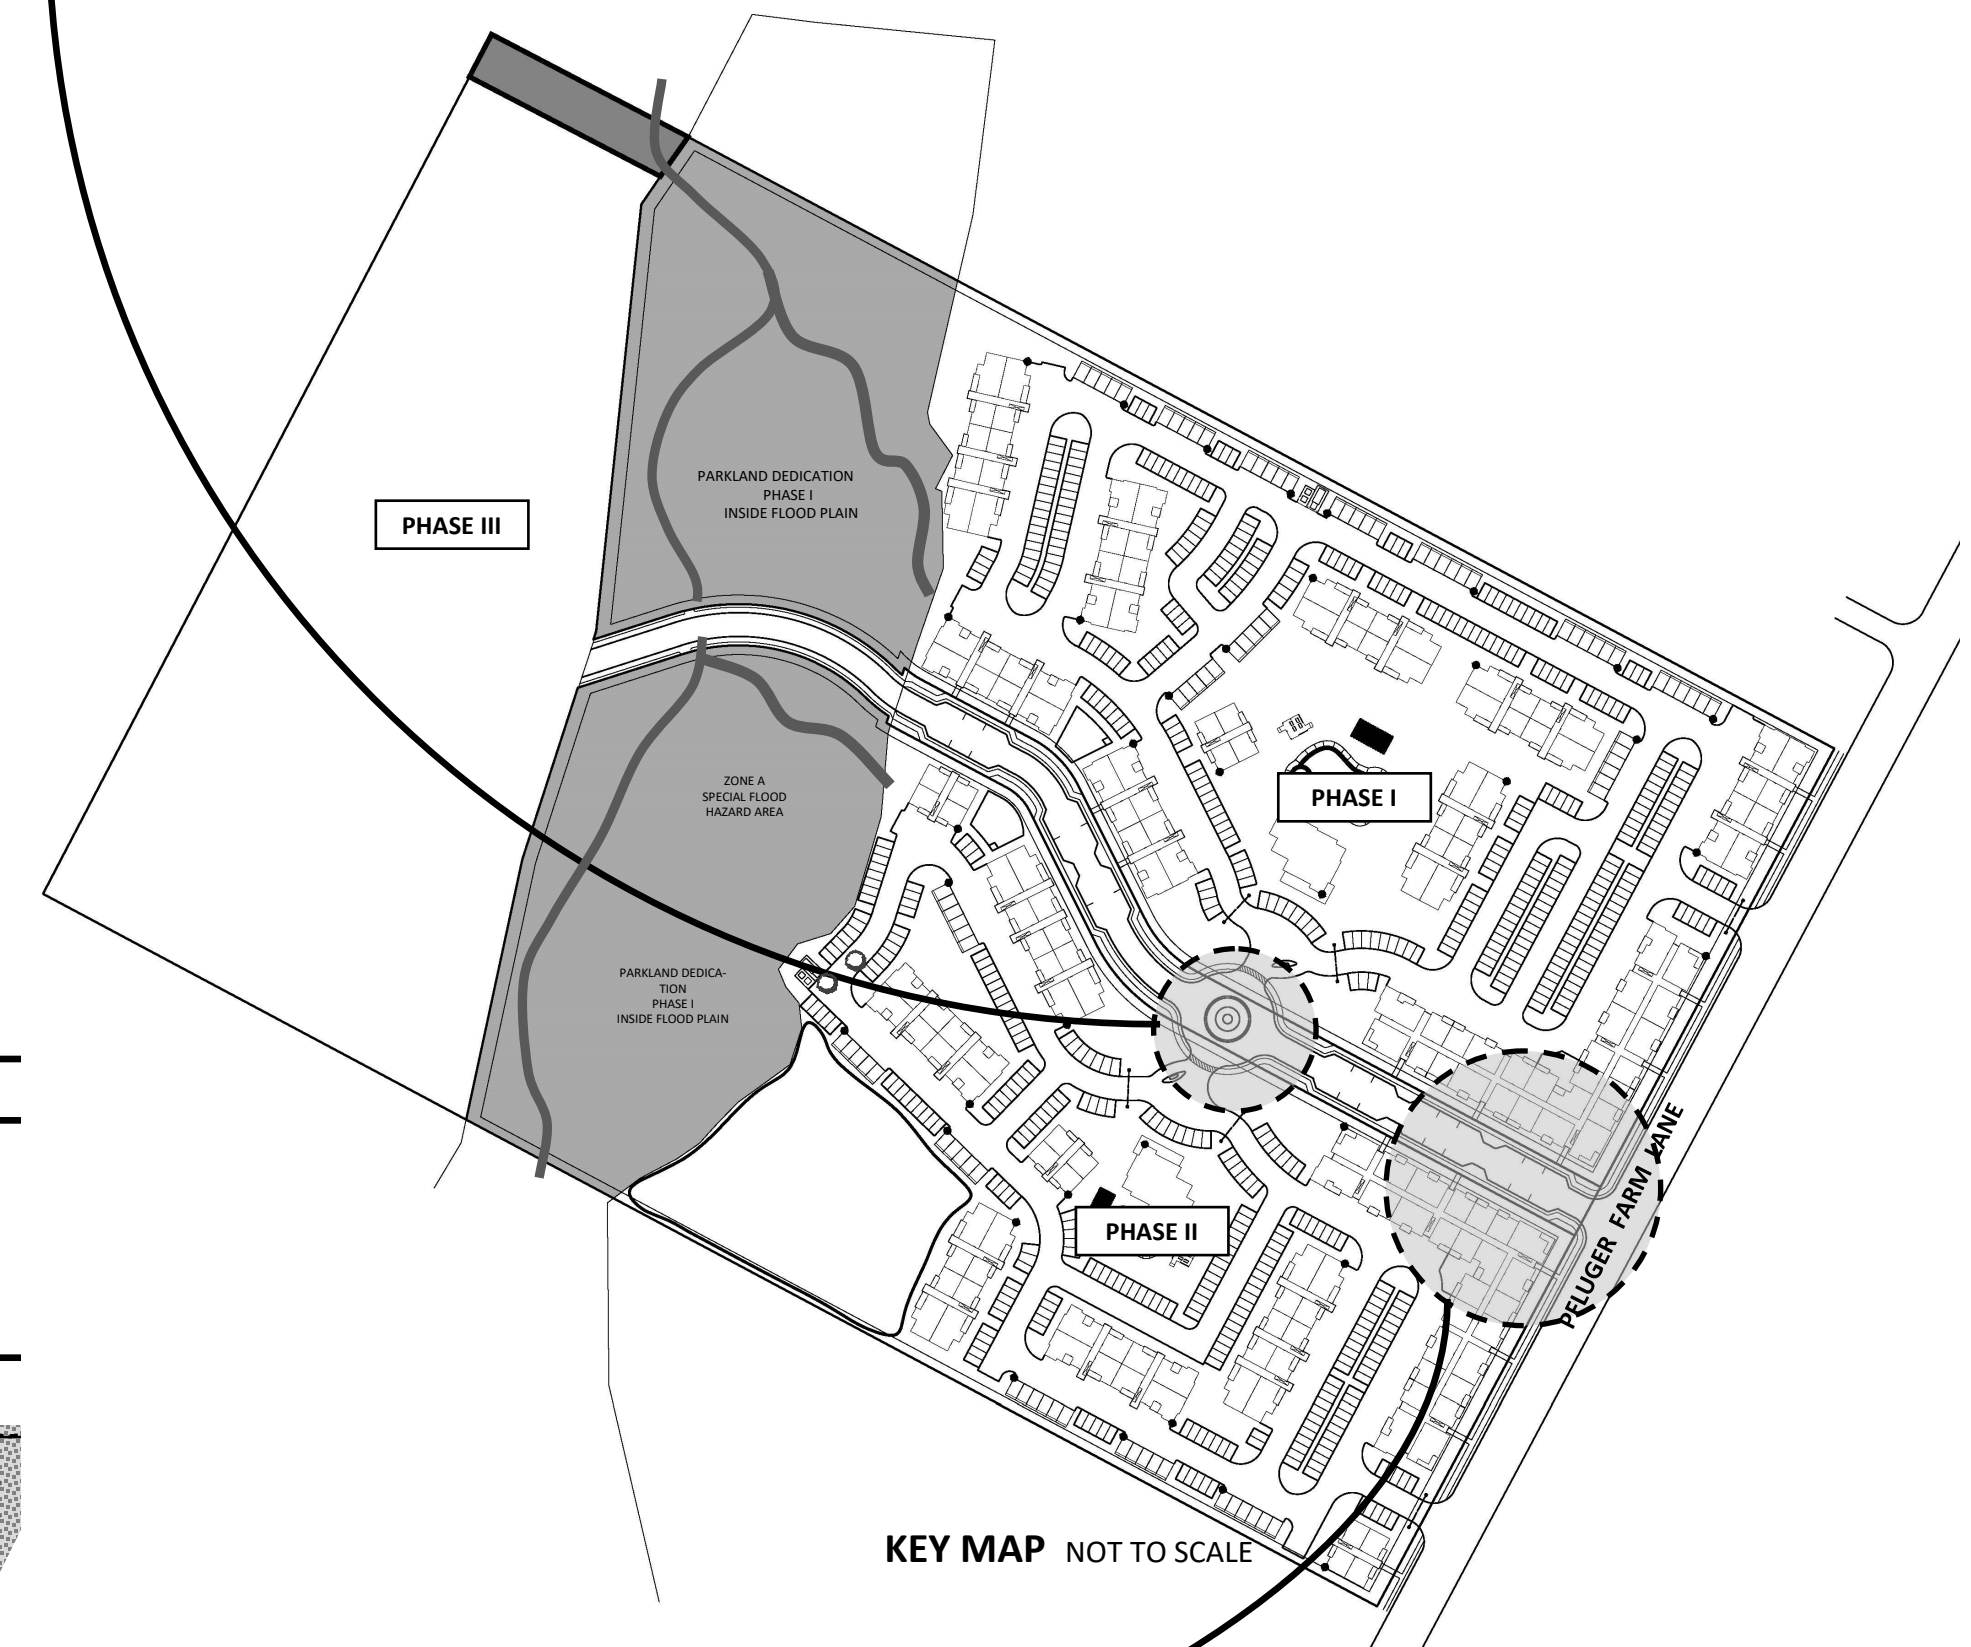 PARKLAND DEDICATION
PHASE I
INSIDE FLOOD PLAIN
PHASE III
ZONE A
SPECIAL FLOOD
HAZARD AREA
PHASE I
PARKLAND DEDICA-
TION
PHASE I
INSIDE FLOOD PLAIN
PFLUGER FARM LANE
PHASE II
KEY MAP NOT TO SCALE